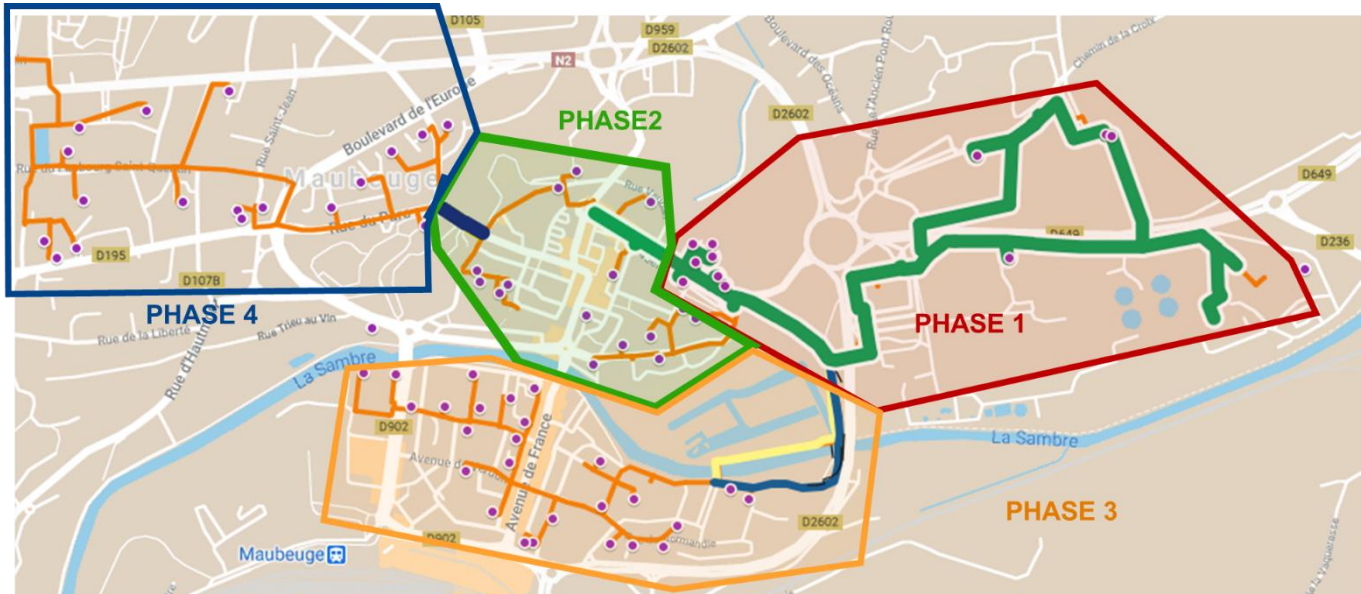 D105
D959
D2602
N2
Boulevard des Océans
Chemin de la Croix
Boulevard de l'Europe
D2602
PHASE2
Rue Saint-Jean
Maubeuge
D649
D649
D236
Rue du Parc
D195
D107B
PHASE 4
PHASE 1
Rue de la Liberté
Rue Trieu au Vin
La Sambre
La Sambre
D902
Avenue de France
PHASE 3
D2602
D902
Maubeuge